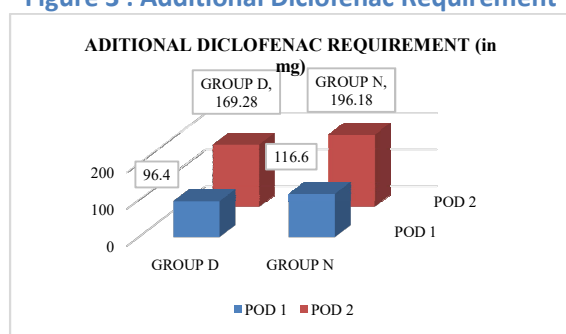 Figure 3 : Additional Diclofenac Requirement
ADITIONAL DICLOFENAC REQUIREMENT (in
mg)
GROUP D,
169.28
GROUP N,
196.18
96.4
116.6
200
100
0
POD 2
POD 1
GROUP D
GROUP N
POD 1
POD 2